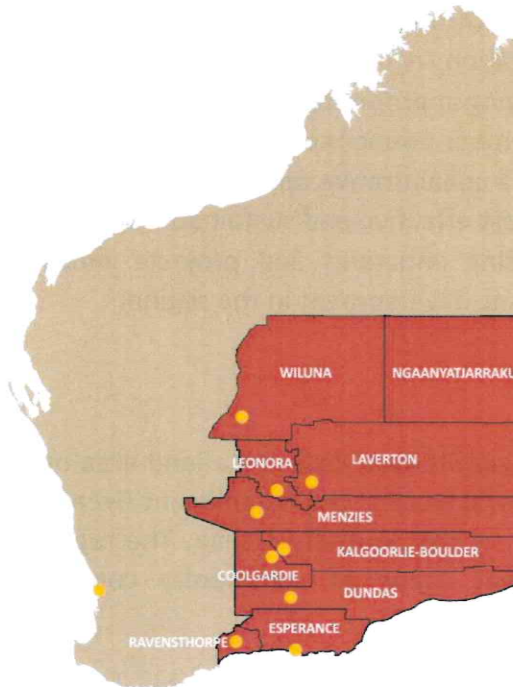 WILUNA
NGAANYATJARRAKU
LEONORA
LAVERTON
MENZIES
KALGOORLIE-BOULDER
COOLGARDIE
DUNDAS
ESPERANCE
RAVENSTHORPE